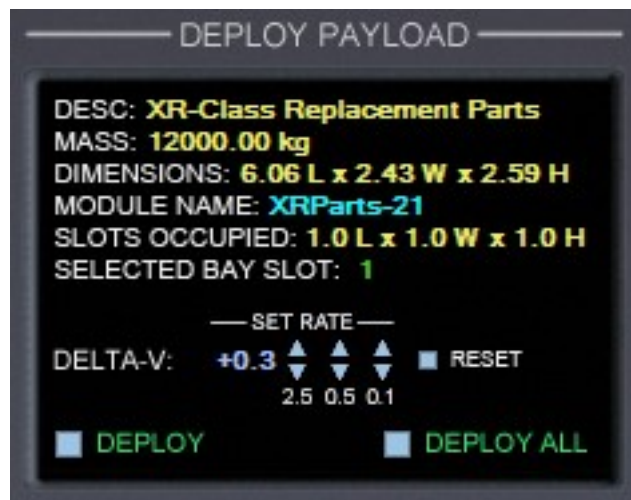 DEPLOY PAYLOAD
DESC: XR-Class Replacement Parts
MASS: 12000.00 kg
DIMENSIONS: 6.06 L x 2.43 W x 2.59 H
MODULE NAME: XRParts-21
SLOTS OCCUPIED: 1.0 L x 1.0 W x 1.0 H
SELECTED BAY SLOT: 1
SET RATE
DELTA-V: +0.3 RESET
2.5 0.5 0.1
DEPLOY DEPLOY ALL